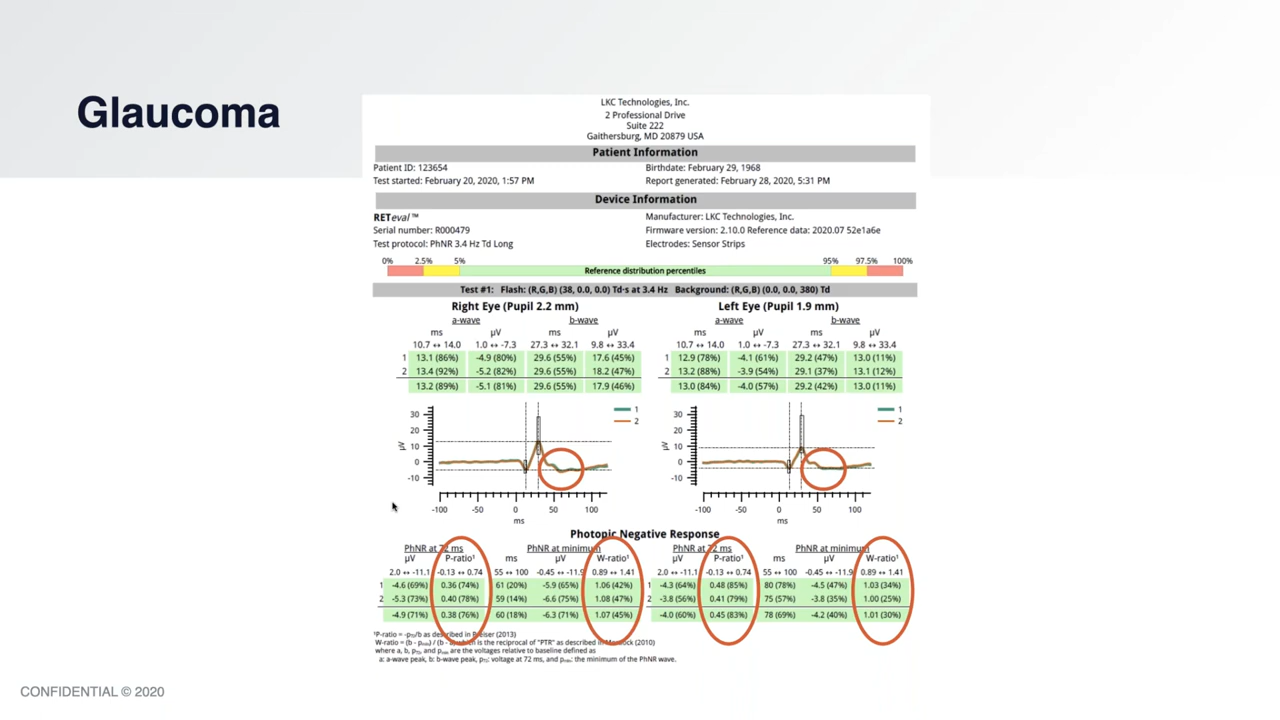 Glaucoma
LKC Technologies, Inc.
2 Professional Drive
Suite 222
Gaithersburg, MD 20879 USA
Patient Information
Patient ID: 123654 Birthdate: February 29, 1968
Test started: February 20, 2020, 1:57 PM Report generated: February 28, 2020, 5:31 PM
Device Information
RETeval ™ Manufacturer: LKC Technologies, Inc.
Serial number: R000479 Firmware version: 2.10.0 Reference data: 2020.07 52e1a6e
Test protocol: PhNR 3.4 Hz Td Long Electrodes: Sensor Strips
0% 2.5% 5% 95% 97.5% 100%
Reference distribution percentiles
Test #1: Flash: (R,G,B) (38, 0.0, 0.0) Td·s at 3.4 Hz Background: (R,G,B) (0.0, 0.0, 380) Td
Right Eye (Pupil 2.2 mm) Left Eye (Pupil 1.9 mm)
a-wave b-wave a-wave b-wave
ms µV ms µV ms µV ms µV
10.7 ↔ 14.0 1.0 ↔ -7.3 27.3 ↔ 32.1 9.8 ↔ 33.4 10.7 ↔ 14.0 1.0 ↔ -7.3 27.3 ↔ 32.1 9.8 ↔ 33.4
1 13.1 (86%) -4.9 (80%) 29.6 (55%) 17.6 (45%) 1 12.9 (78%) -4.1 (61%) 29.2 (47%) 13.0 (11%)
2 13.4 (92%) -5.2 (82%) 29.6 (55%) 18.2 (47%) 2 13.2 (88%) -3.9 (54%) 29.1 (37%) 13.1 (12%)
13.2 (89%) -5.1 (81%) 29.6 (55%) 17.9 (46%) 13.0 (84%) -4.0 (57%) 29.2 (42%) 13.0 (11%)
30 1 30 1
20 2 20 2
µV 10 µV 10
0 0
-10 -10
-100 -50 0 50 100 -100 -50 0 50 100
ms ms
Photopic Negative Response
PhNR at 72 ms PhNR at minimum PhNR at 72 ms PhNR at minimum
µV P-ratio¹ ms µV W-ratio¹ µV P-ratio¹ ms µV W-ratio¹
2.0 ↔ -11.1 -0.13 ↔ 0.74 55 ↔ 100 -0.45 ↔ -11.9 0.89 ↔ 1.41 2.0 ↔ -11.1 -0.13 ↔ 0.74 55 ↔ 100 -0.45 ↔ -11.9 0.89 ↔ 1.41
1 -4.6 (69%) 0.36 (74%) 61 (20%) -5.9 (65%) 1.06 (42%) 1 -4.3 (64%) 0.48 (85%) 80 (78%) -4.5 (47%) 1.03 (34%)
2 -5.3 (73%) 0.40 (78%) 59 (14%) -6.6 (75%) 1.08 (47%) 2 -3.8 (56%) 0.41 (79%) 75 (57%) -3.8 (35%) 1.00 (25%)
-4.9 (71%) 0.38 (76%) 60 (18%) -6.3 (71%) 1.07 (45%) -4.0 (60%) 0.45 (83%) 78 (69%) -4.2 (40%) 1.01 (30%)
¹P-ratio = -p₇₂/b as described in Preiser (2013)
W-ratio = (b - pₘᵢₙ) / (b - a) which is the reciprocal of "PTR" as described in (2010)
where a, b, p₇₂, and pₘᵢₙ are the voltages relative to baseline defined as
a: a-wave peak, b: b-wave peak, p₇₂: voltage at 72 ms, and pₘᵢₙ: the minimum of the PhNR wave.
CONFIDENTIAL © 2020